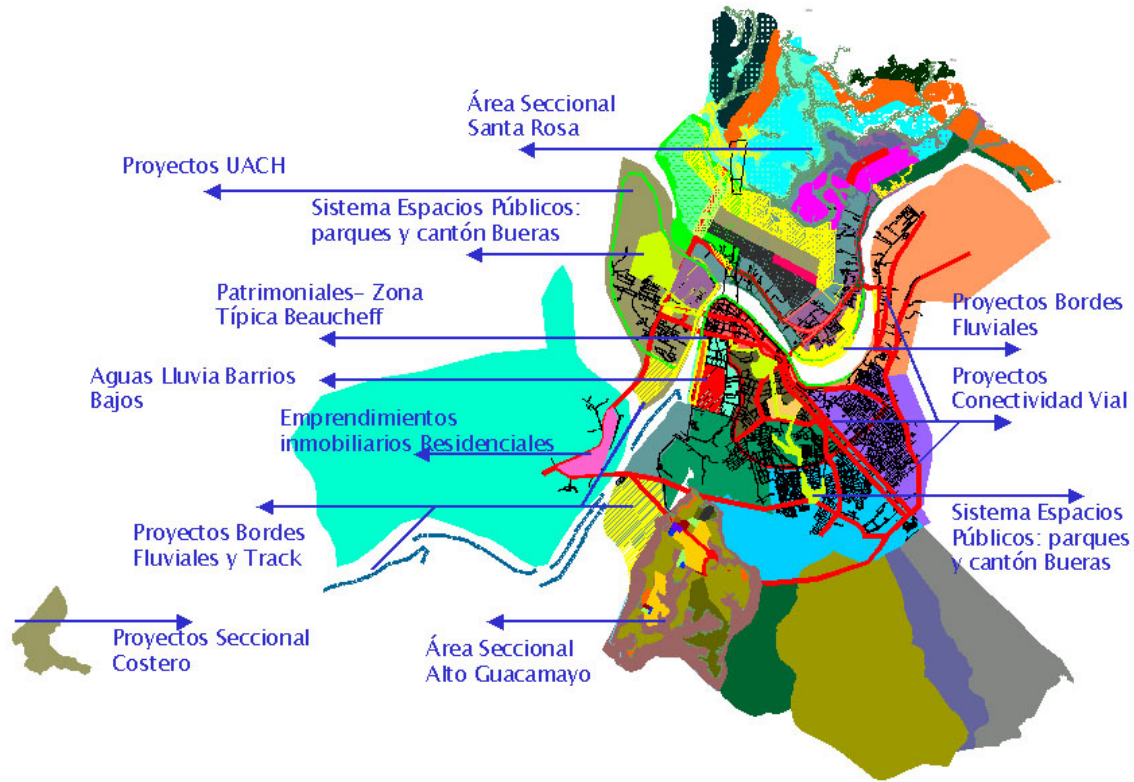 Área Seccional
Santa Rosa
Proyectos UACH
Sistema Espacios Públicos:
parques y cantón Bueras
Patrimoniales- Zona
Típica Beaucheff
Aguas Lluvia Barrios
Bajos
Emprendimientos
inmobiliarios Residenciales
Proyectos Bordes
Fluviales y Track
Proyectos Seccional
Costero
Área Seccional
Alto Guacamayo
Proyectos Bordes
Fluviales
Proyectos
Conectividad Vial
Sistema Espacios
Públicos: parques
y cantón Bueras